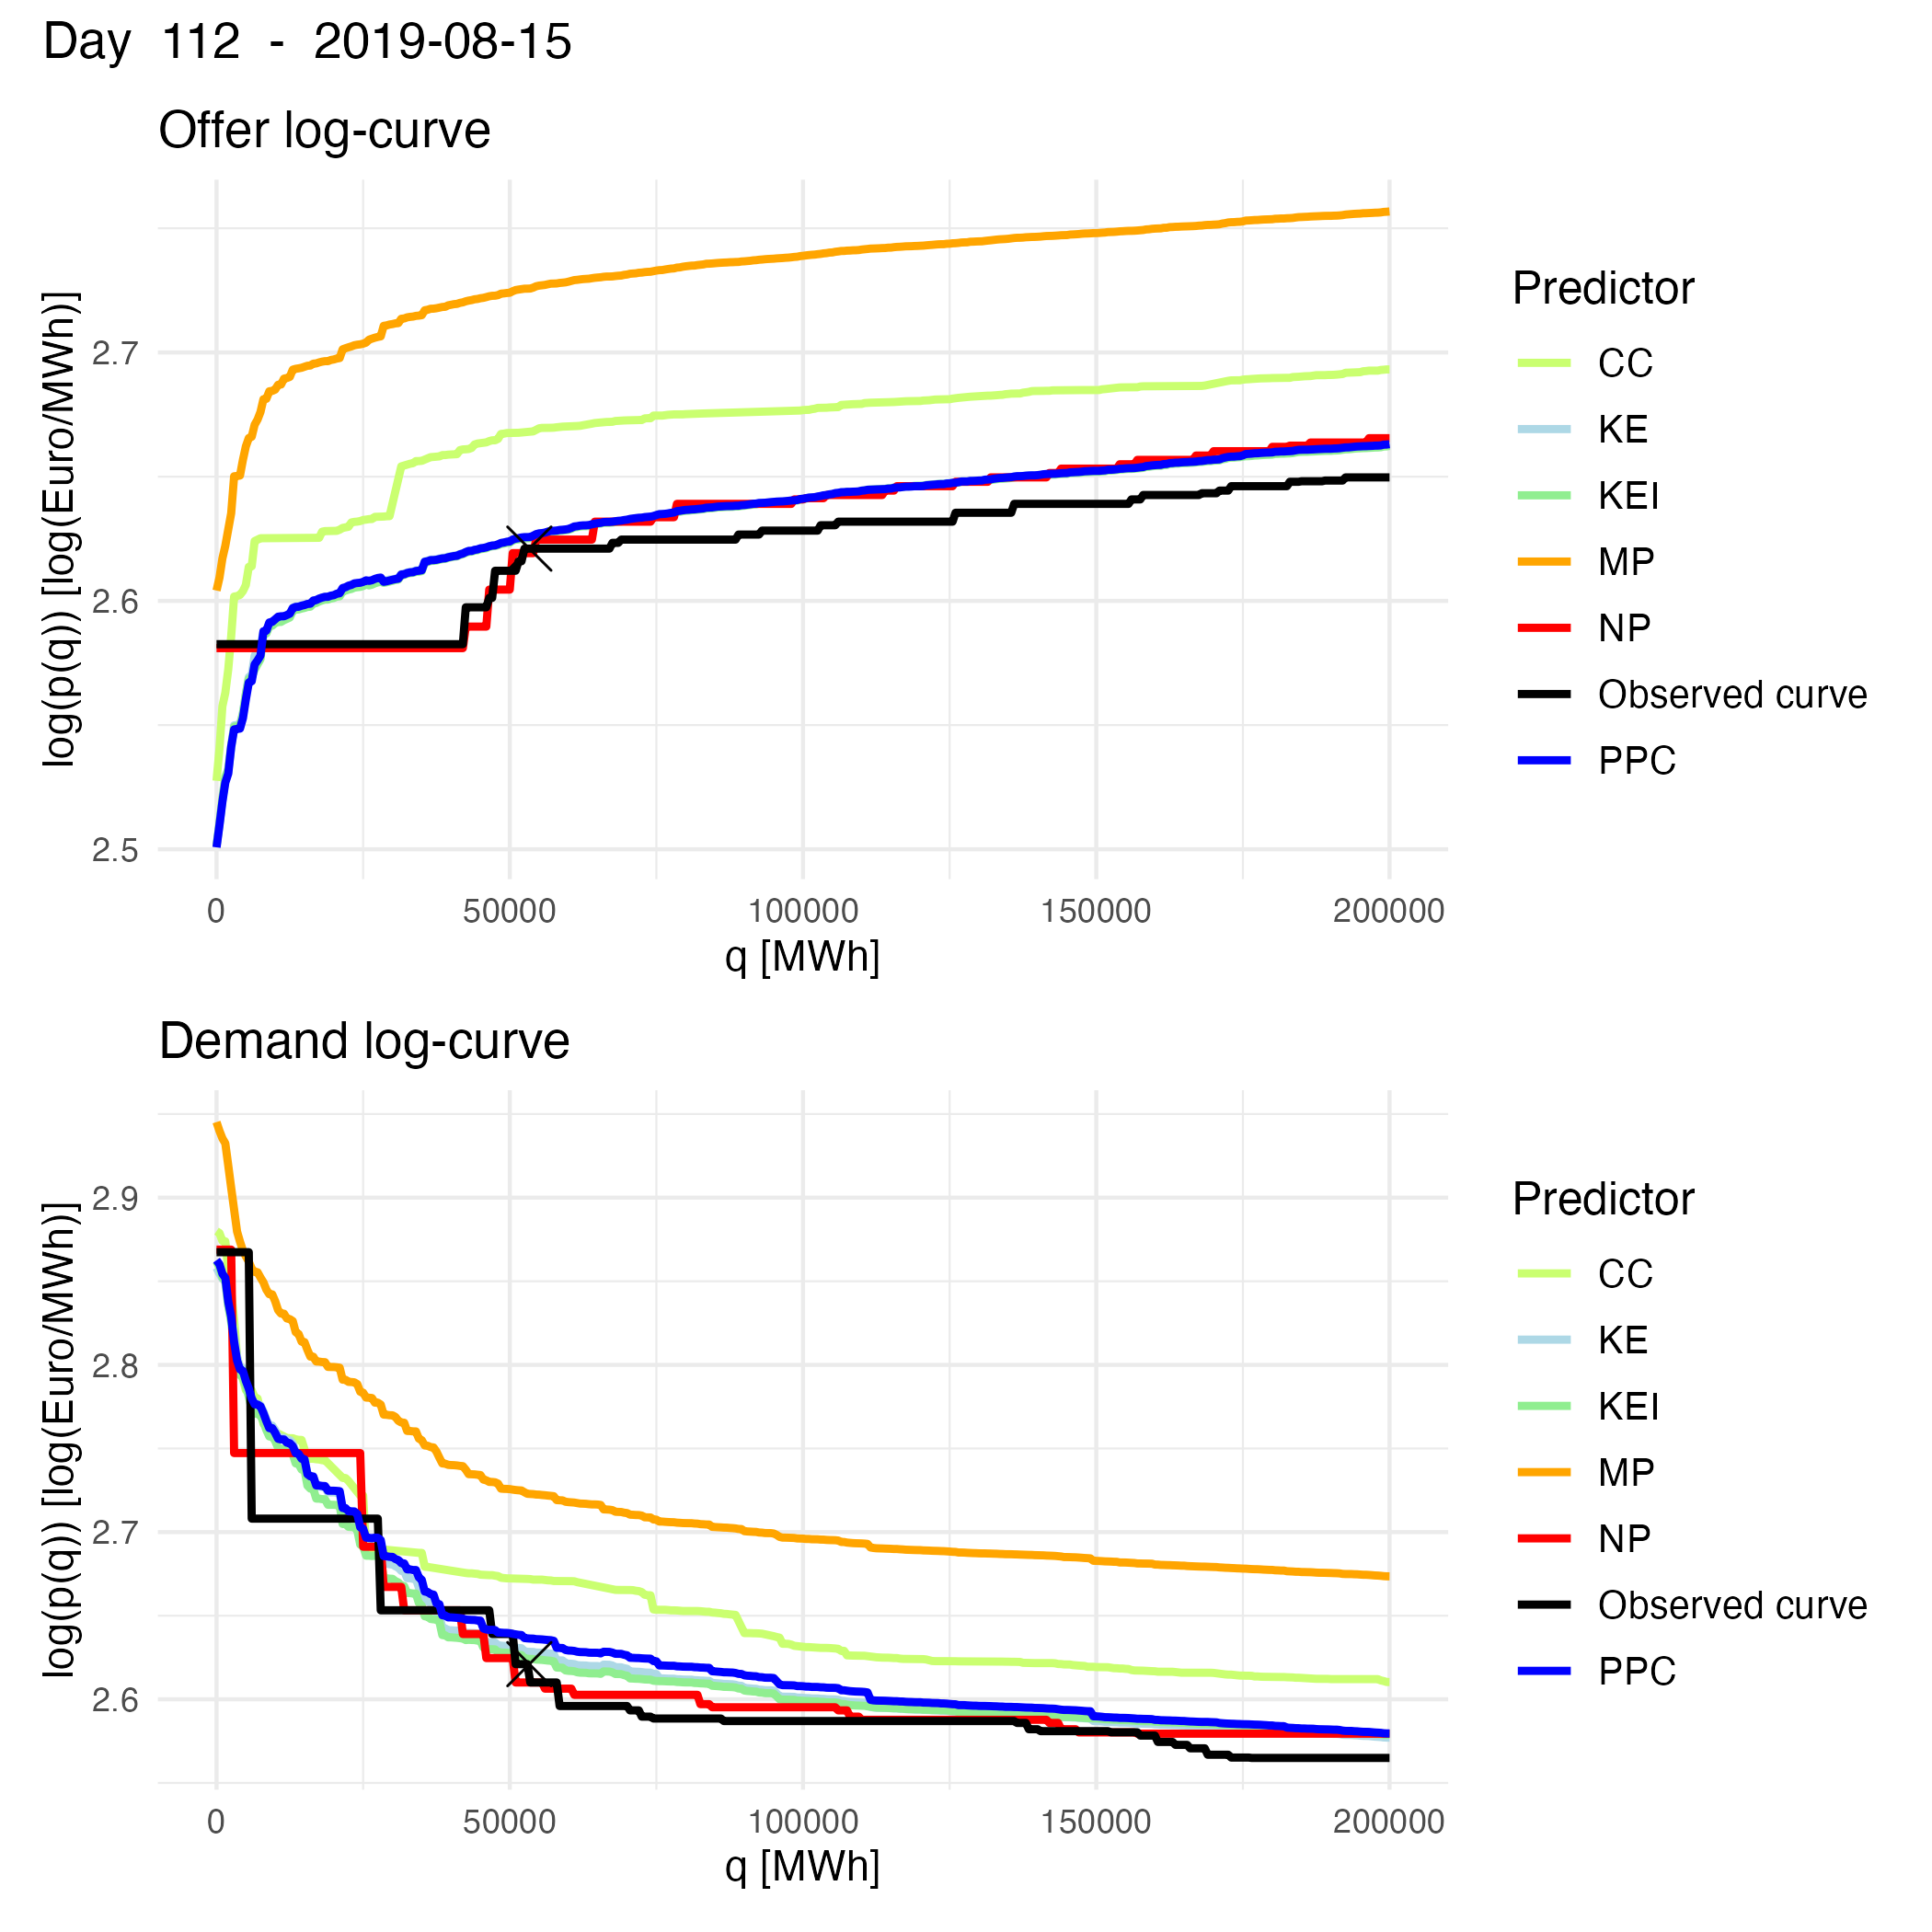 Day 112 - 2019-08-15
Offer log-curve
log(p(q)) [log(Euro/MWh)]
2.7
2.6
2.5
0 50000 100000 150000 200000
q [MWh]
Predictor
CC
KE
KEI
MP
NP
Observed curve
PPC
Demand log-curve
log(p(q)) [log(Euro/MWh)]
2.9
2.8
2.7
2.6
0 50000 100000 150000 200000
q [MWh]
Predictor
CC
KE
KEI
MP
NP
Observed curve
PPC